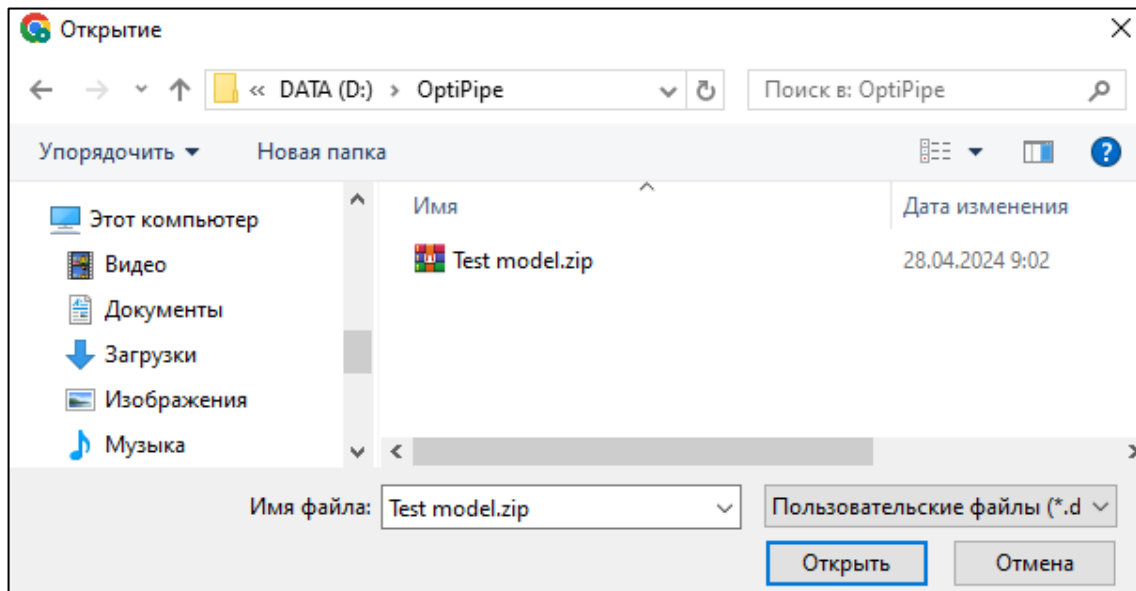 Открытие
« DATA (D:) › OptiPipe
Поиск в: OptiPipe
Упорядочить
Новая папка
Этот компьютер
Видео
Документы
Загрузки
Изображения
Музыка
Имя
Дата изменения
Test model.zip
28.04.2024 9:02
Имя файла:
Test model.zip
Пользовательские файлы (*.d
Открыть
Отмена